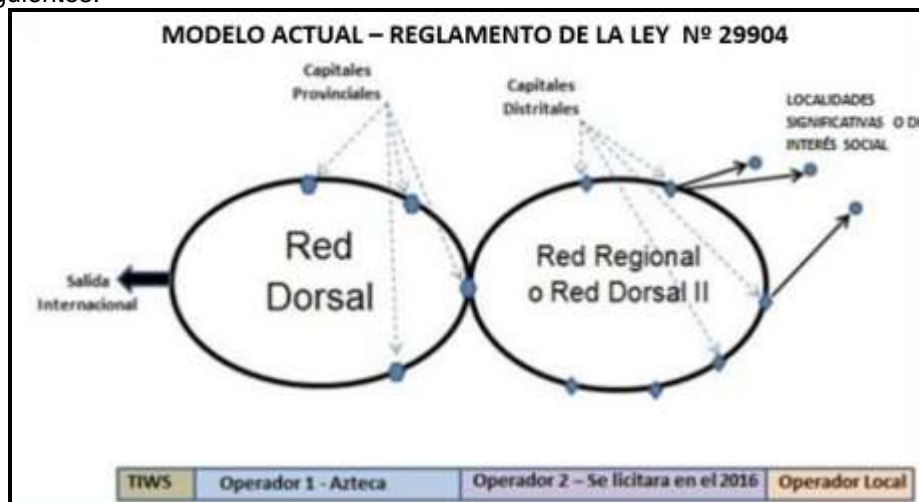 guientes:
MODELO ACTUAL – REGLAMENTO DE LA LEY Nº 29904
Capitales
Provinciales
Capitales
Distritales
LOCALIDADES
SIGNIFICATIVAS O DE
INTERÉS SOCIAL
Red
Dorsal
Red Regional
o Red Dorsal II
Salida
Internacional
TIWS
Operador 1 - Azteca
Operador 2 – Se licitara en el 2016
Operador Local